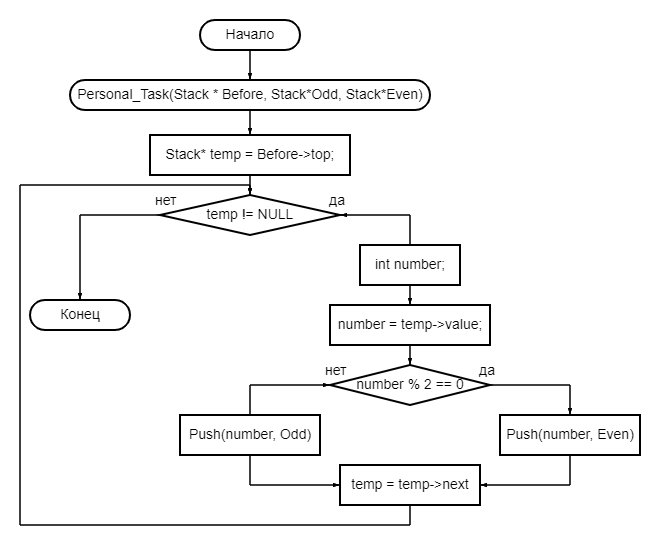 Начало
Personal_Task(Stack * Before, Stack*Odd, Stack*Even)
Stack* temp = Before->top;
нет
да
temp != NULL
int number;
Конец
number = temp->value;
нет
да
number % 2 == 0
Push(number, Odd)
Push(number, Even)
temp = temp->next